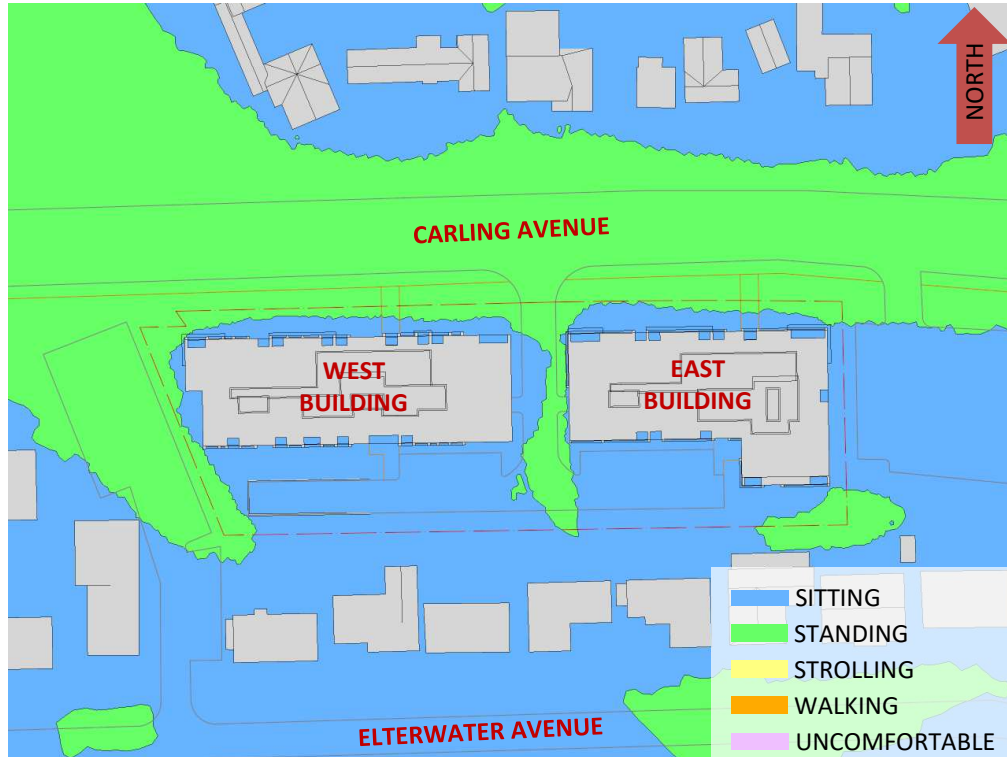 NORTH
CARLING AVENUE
WEST
BUILDING
EAST
BUILDING
SITTING
STANDING
STROLLING
WALKING
UNCOMFORTABLE
ELTERWATER AVENUE